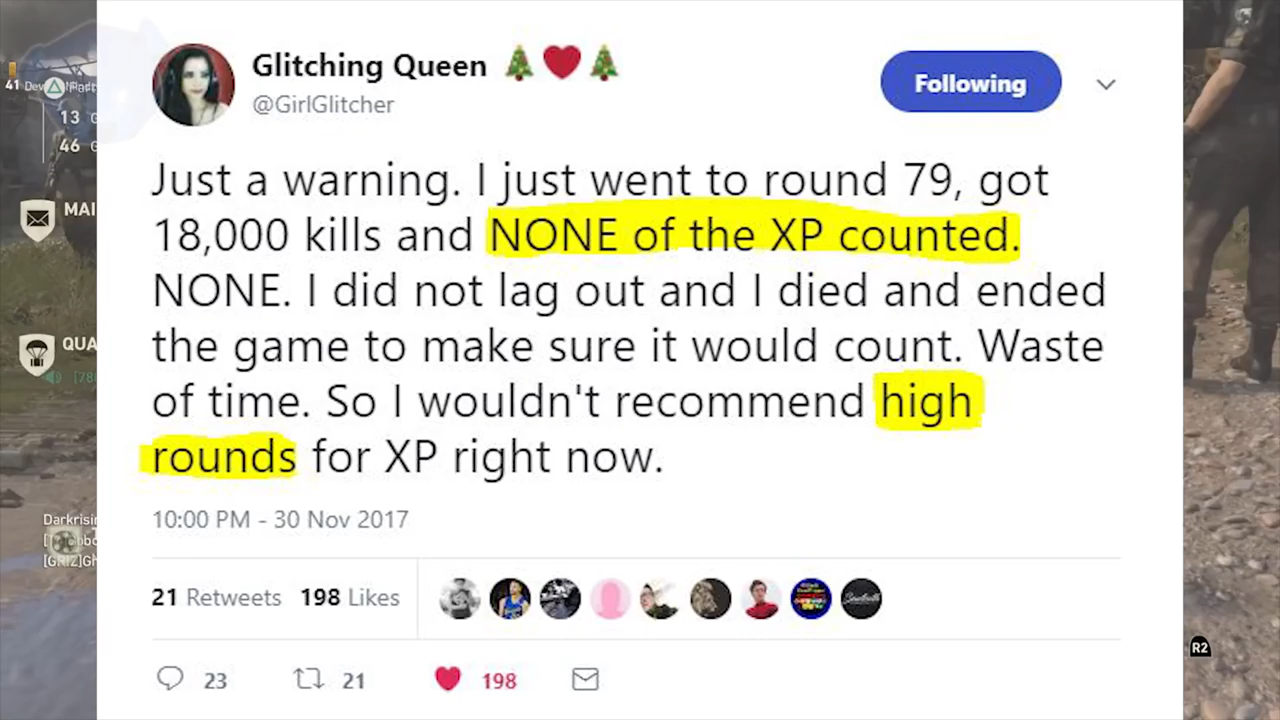 Glitching Queen
@GirlGlitcher
Following
Just a warning. I just went to round 79, got
18,000 kills and NONE of the XP counted.
NONE. I did not lag out and I died and ended
the game to make sure it would count. Waste
of time. So I wouldn't recommend high
rounds for XP right now.
10:00 PM - 30 Nov 2017
21 Retweets 198 Likes
23 21 198
41
13
46
MAI
QUA
Darkrisin
R2